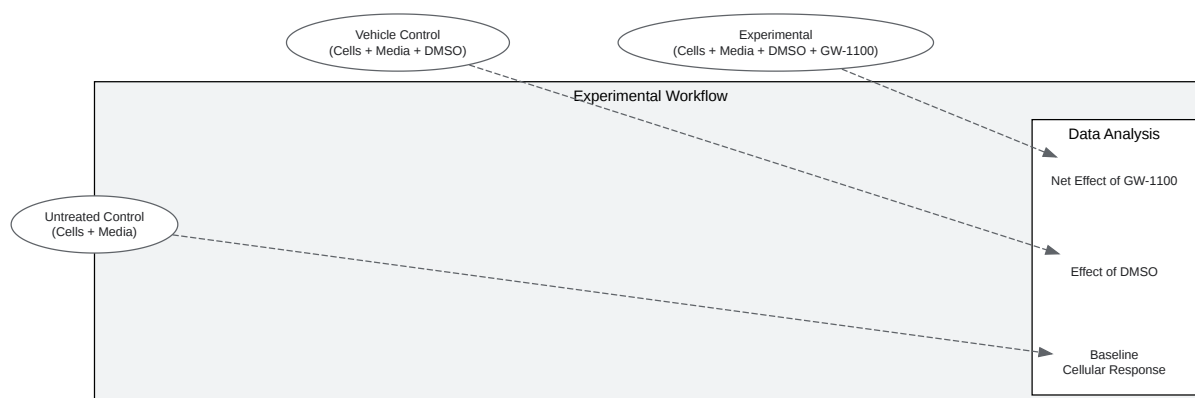 Vehicle Control
(Cells + Media + DMSO)
Experimental
(Cells + Media + DMSO + GW-1100)
Experimental Workflow
Data Analysis
Net Effect of GW-1100
Untreated Control
(Cells + Media)
Effect of DMSO
Baseline
Cellular Response